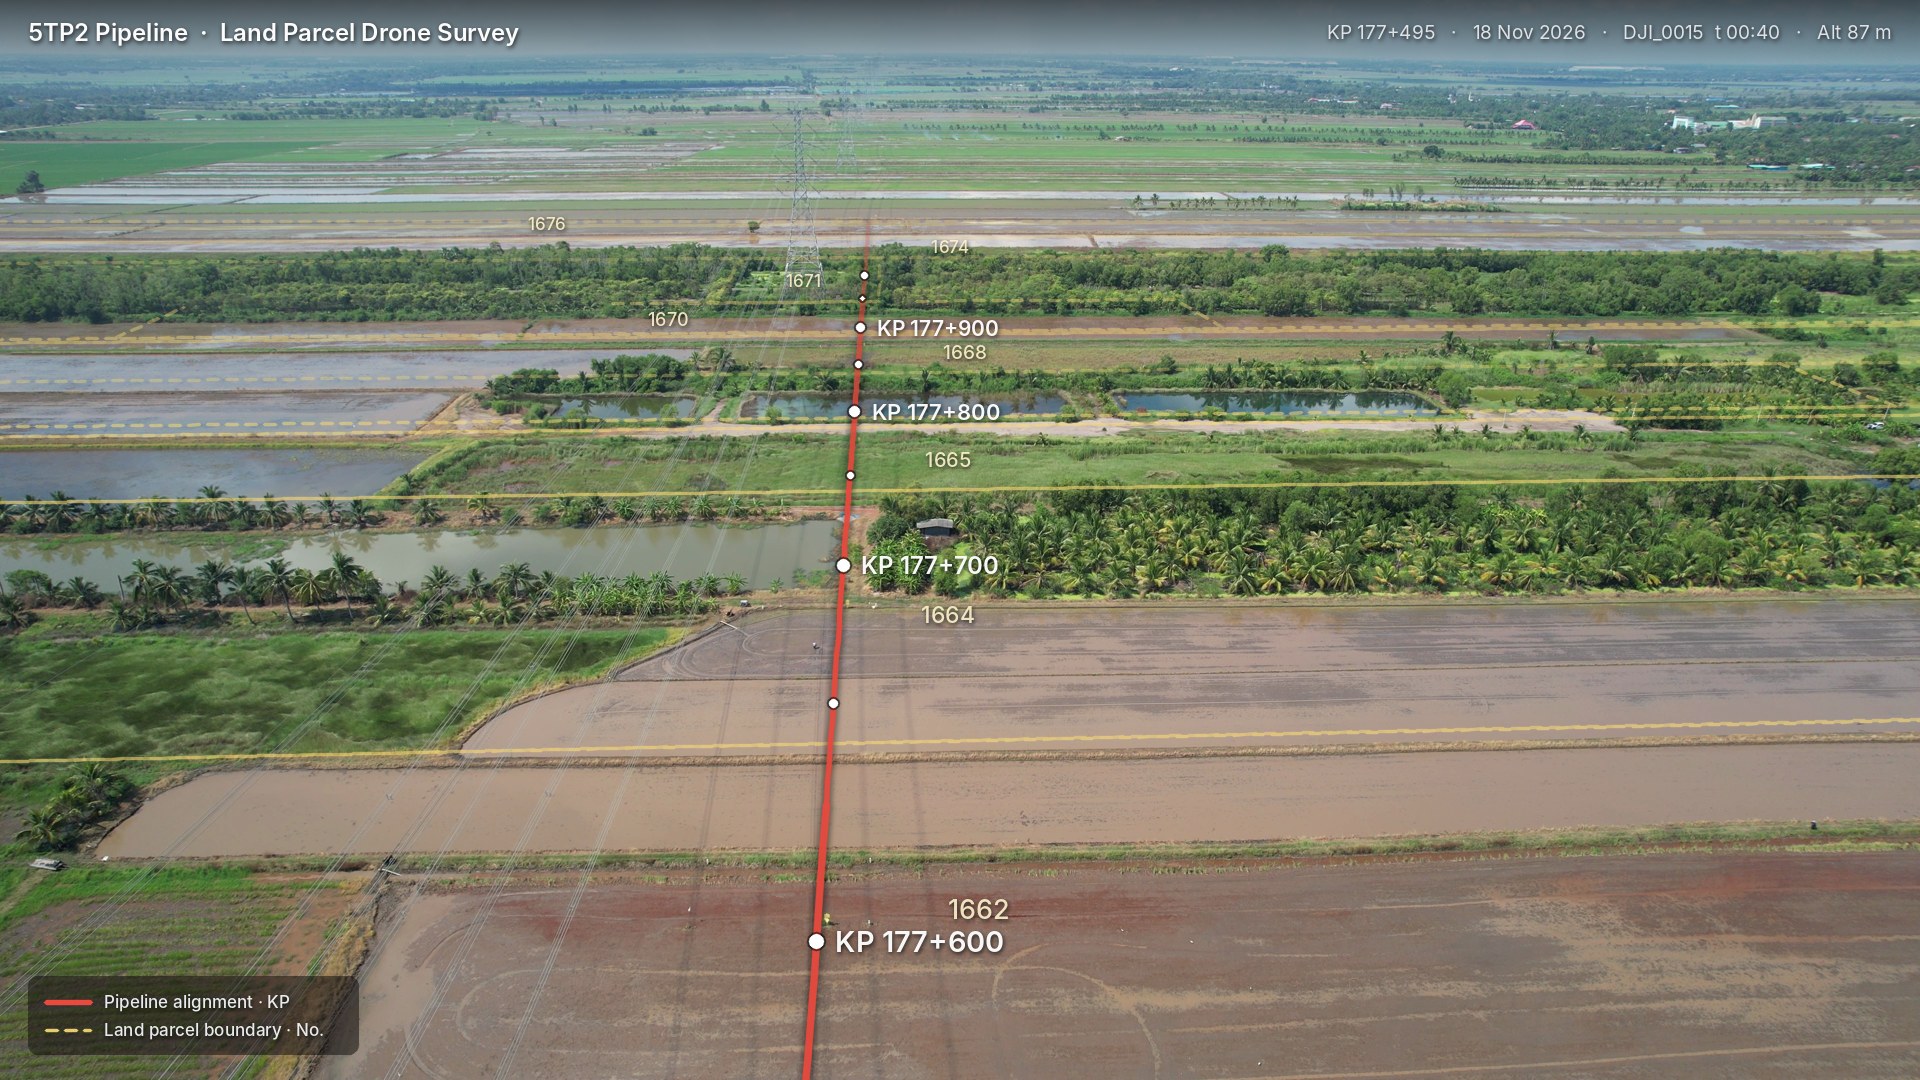 5TP2 Pipeline · Land Parcel Drone Survey
KP 177+495 · 18 Nov 2026 · DJI_0015 t 00:40 · Alt 87 m
1676
1674
1671
1670
KP 177+900
1668
KP 177+800
1665
KP 177+700
1664
1662
KP 177+600
Pipeline alignment · KP
Land parcel boundary · No.